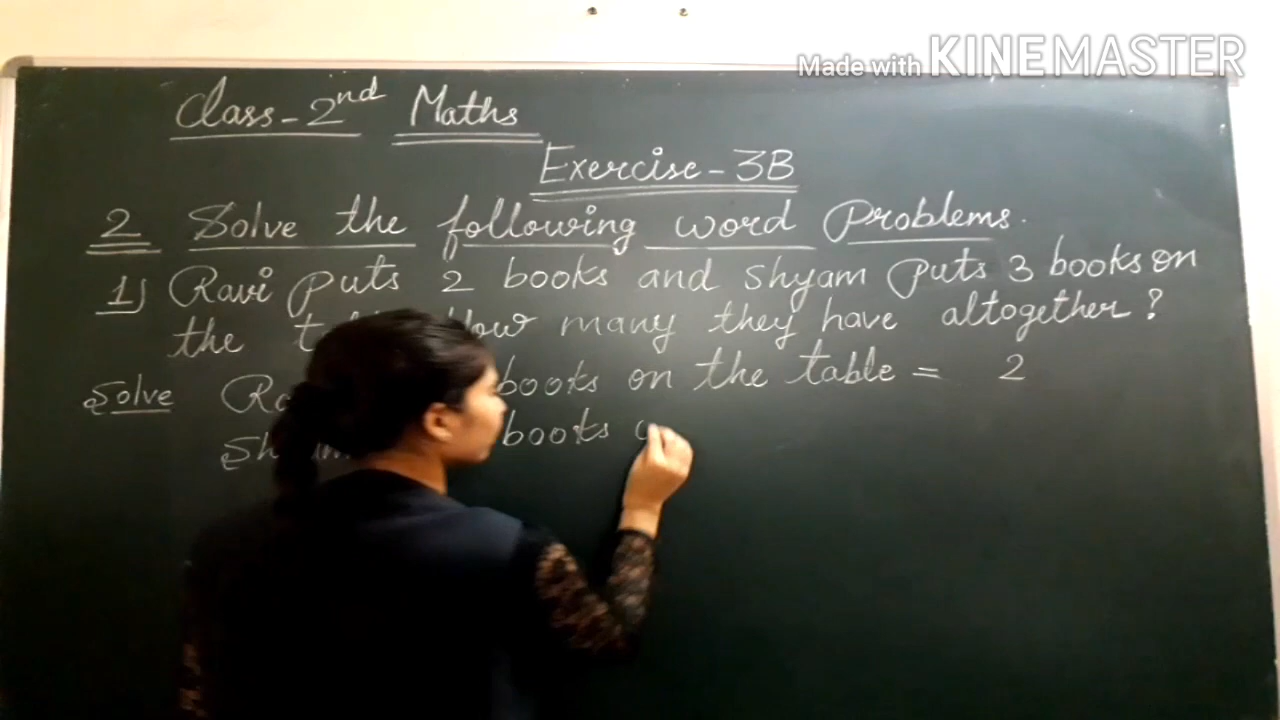 Made with KINEMASTER
Class-2nd Maths
Exercise-3B
2 Solve the following word Problems.
1) Ravi puts 2 books and Shyam Puts 3 books on
the How many they have altogether?
Solve books on the table = 2
books